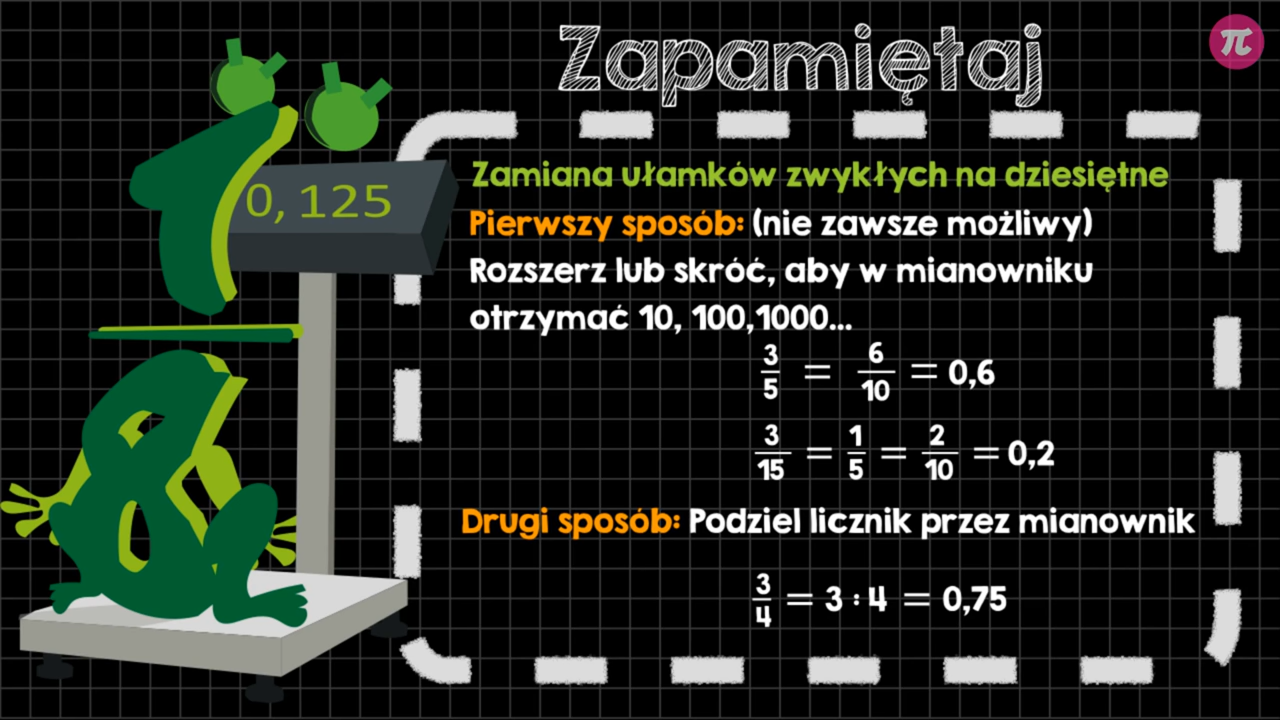 Zapamiętaj
π
0, 125
Zamiana ułamków zwykłych na dziesiętne
Pierwszy sposób: (nie zawsze możliwy)
Rozszerz lub skróć, aby w mianowniku
otrzymać 10, 100,1000...
3/5 = 6/10 = 0,6
3/15 = 1/5 = 2/10 = 0,2
Drugi sposób: Podziel licznik przez mianownik
3/4 = 3 : 4 = 0,75